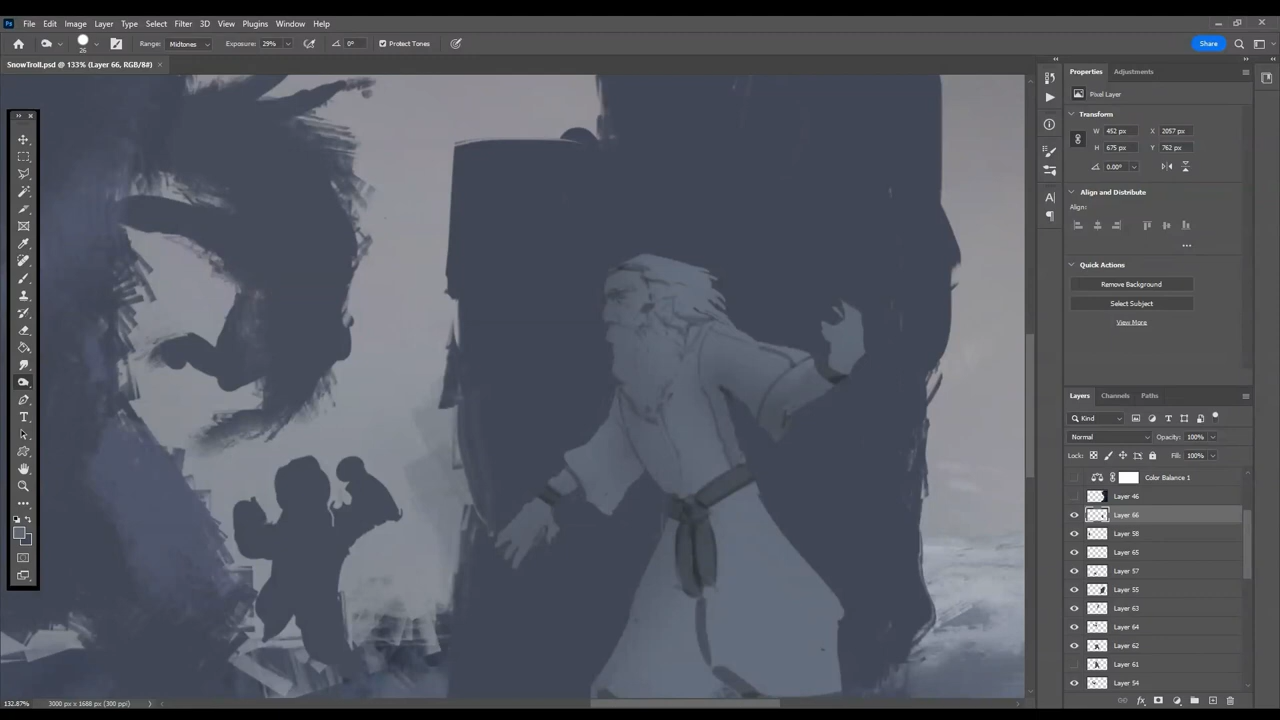 Ps File Edit Image Layer Type Select Filter 3D View Plugins Window Help
26 Range: Midtones Exposure: 29% 0° Protect Tones Share
SnowTroll.psd @ 133% (Layer 66, RGB/8#) ×
Properties Adjustments
Pixel Layer
Transform
W 452 px X 2057 px
H 675 px Y 762 px
0.00°
Align and Distribute
Align:
Quick Actions
Remove Background
Select Subject
View More
Layers Channels Paths
Kind
Normal Opacity: 100%
Lock: Fill: 100%
Color Balance 1
Layer 46
Layer 66
Layer 58
Layer 65
Layer 57
Layer 55
Layer 63
Layer 64
Layer 62
Layer 61
Layer 54
132.87% 3000 px x 1688 px (300 ppi)